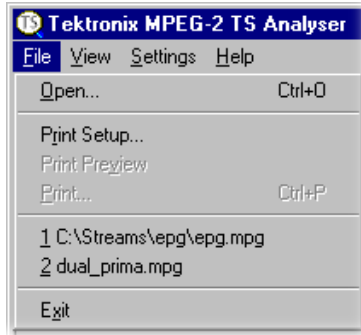 TS Tektronix MPEG-2 TS Analyser
File View Settings Help
Open... Ctrl+O
Print Setup...
Print Preview
Print... Ctrl+P
1 C:\Streams\epg\epg.mpg
2 dual_prima.mpg
Exit